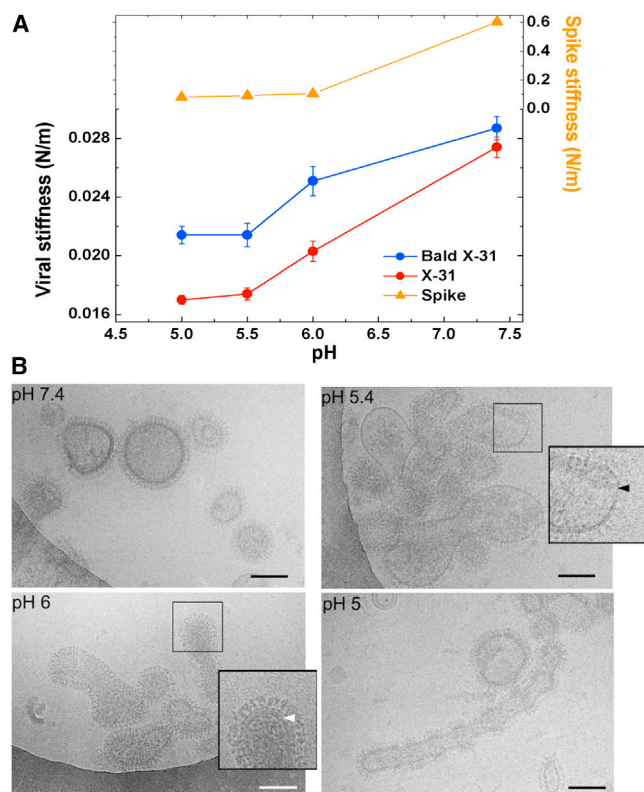 A
Viral stiffness (N/m)
0.028
0.024
0.020
0.016
0.6
0.4
0.2
0.0
Spike stiffness (N/m)
Bald X-31
X-31
Spike
4.5 5.0 5.5 6.0 6.5 7.0 7.5
pH
B
pH 7.4
pH 5.4
pH 6
pH 5